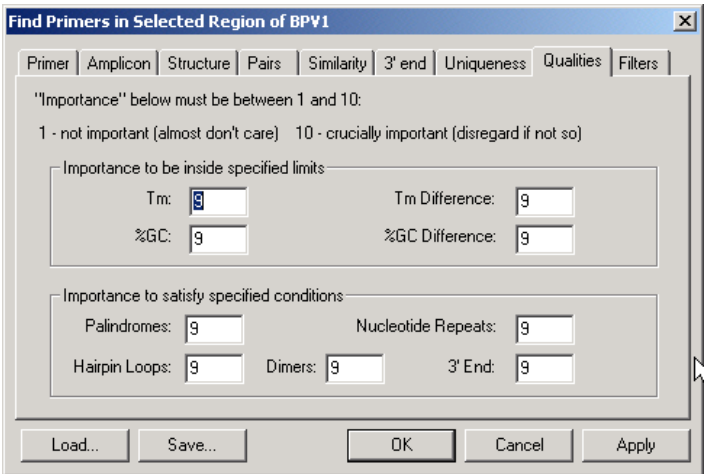 Find Primers in Selected Region of BPV1
Primer Amplicon Structure Pairs Similarity 3' end Uniqueness Qualities Filters
"Importance" below must be between 1 and 10:
1 - not important (almost don't care) 10 - crucially important (disregard if not so)
Importance to be inside specified limits
Tm: 9 Tm Difference: 9
%GC: 9 %GC Difference: 9
Importance to satisfy specified conditions
Palindromes: 9 Nucleotide Repeats: 9
Hairpin Loops: 9 Dimers: 9 3' End: 9
Load... Save... OK Cancel Apply